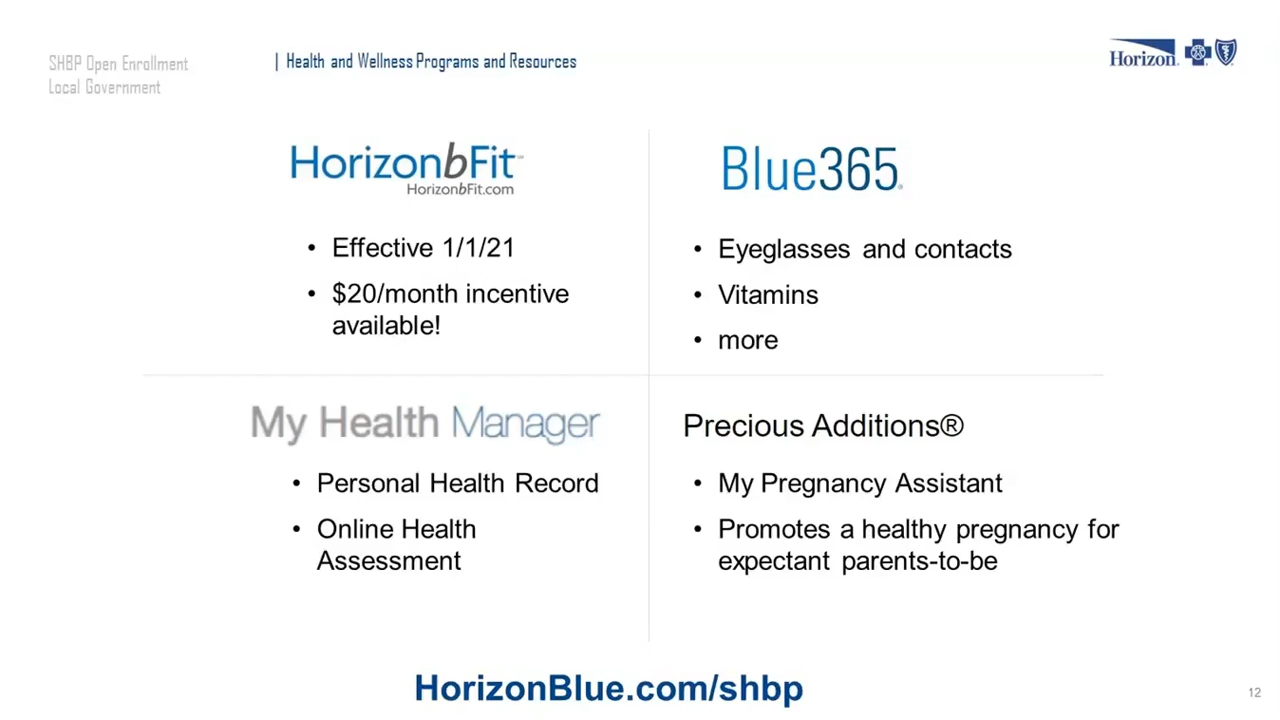 SHBP Open Enrollment
Local Government
| Health and Wellness Programs and Resources
Horizon
HorizonbFit
HorizonbFit.com
• Effective 1/1/21
• $20/month incentive
available!
Blue365
• Eyeglasses and contacts
• Vitamins
• more
My Health Manager
• Personal Health Record
• Online Health
Assessment
Precious Additions®
• My Pregnancy Assistant
• Promotes a healthy pregnancy for
expectant parents-to-be
HorizonBlue.com/shbp
12